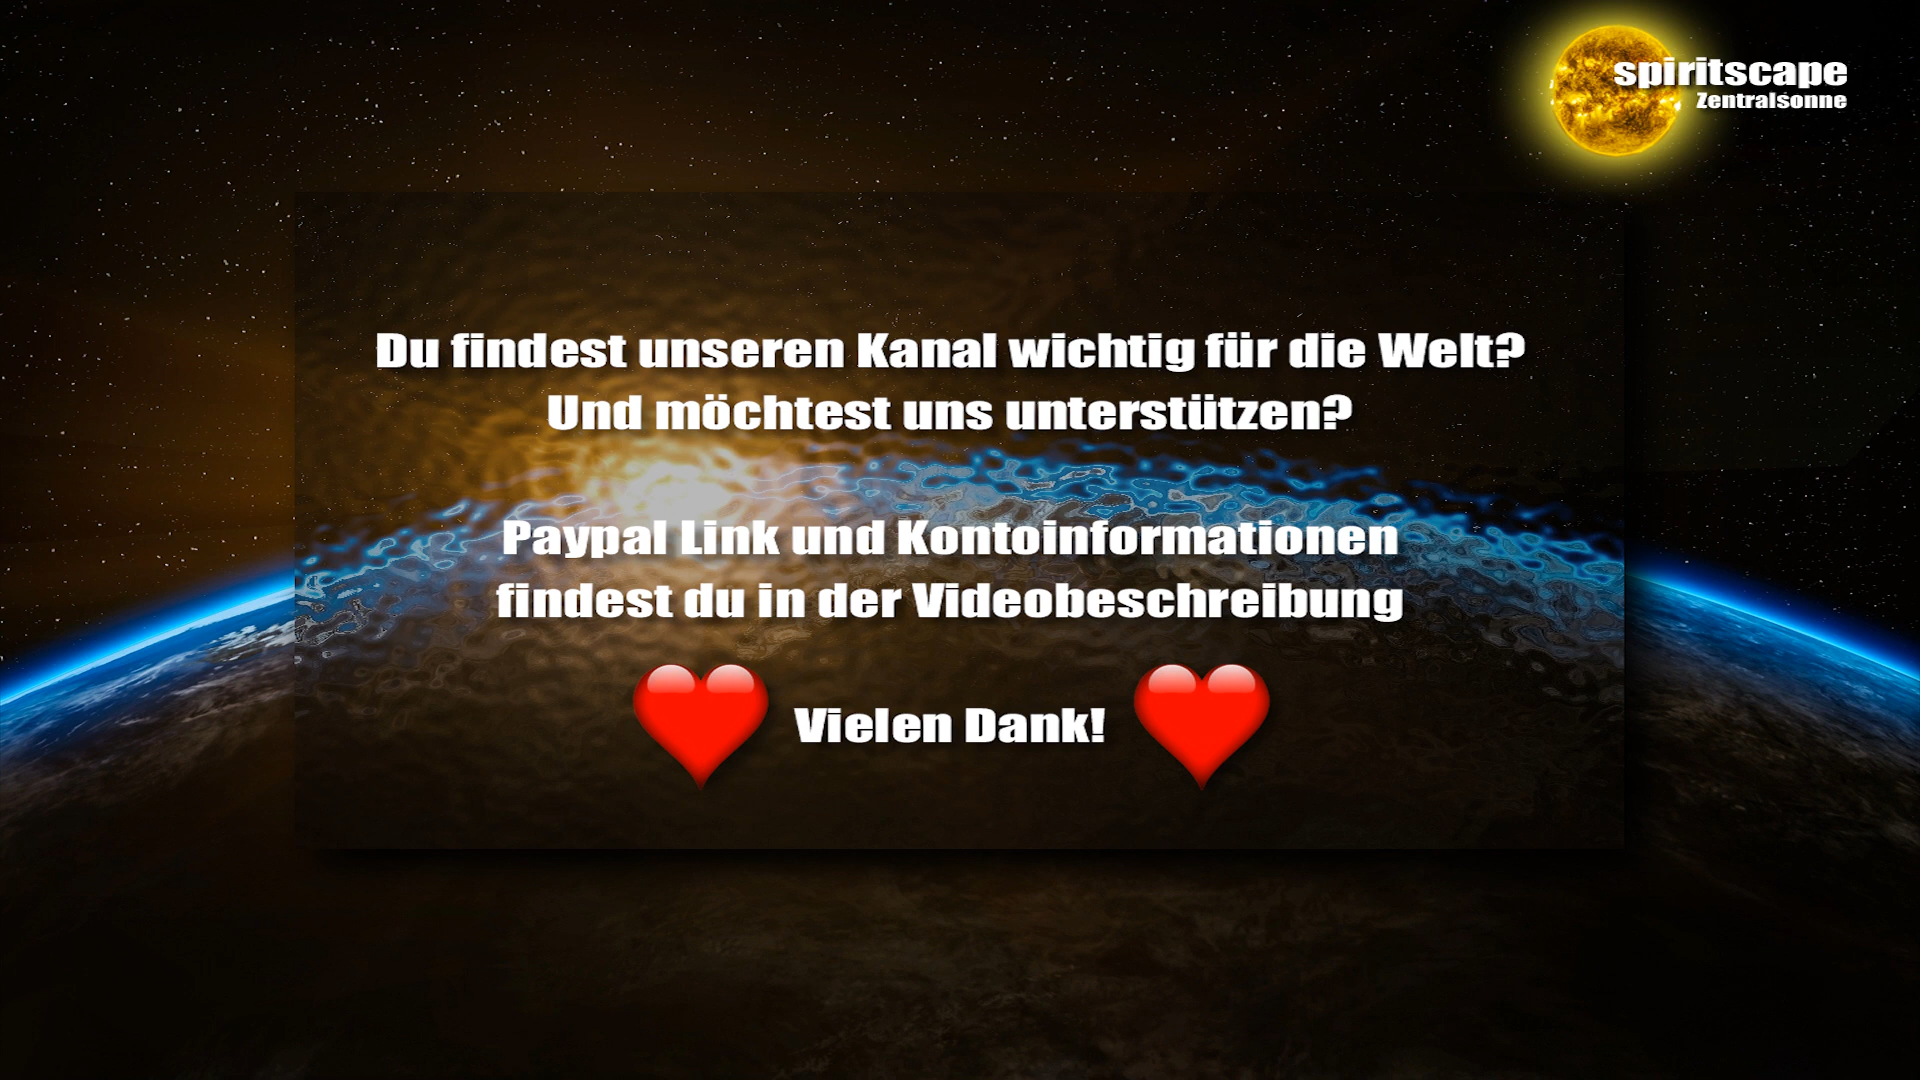 spiritscape
Zentralsonne
Du findest unseren Kanal wichtig für die Welt?
Und möchtest uns unterstützen?
Paypal Link und Kontoinformationen
findest du in der Videobeschreibung
Vielen Dank!